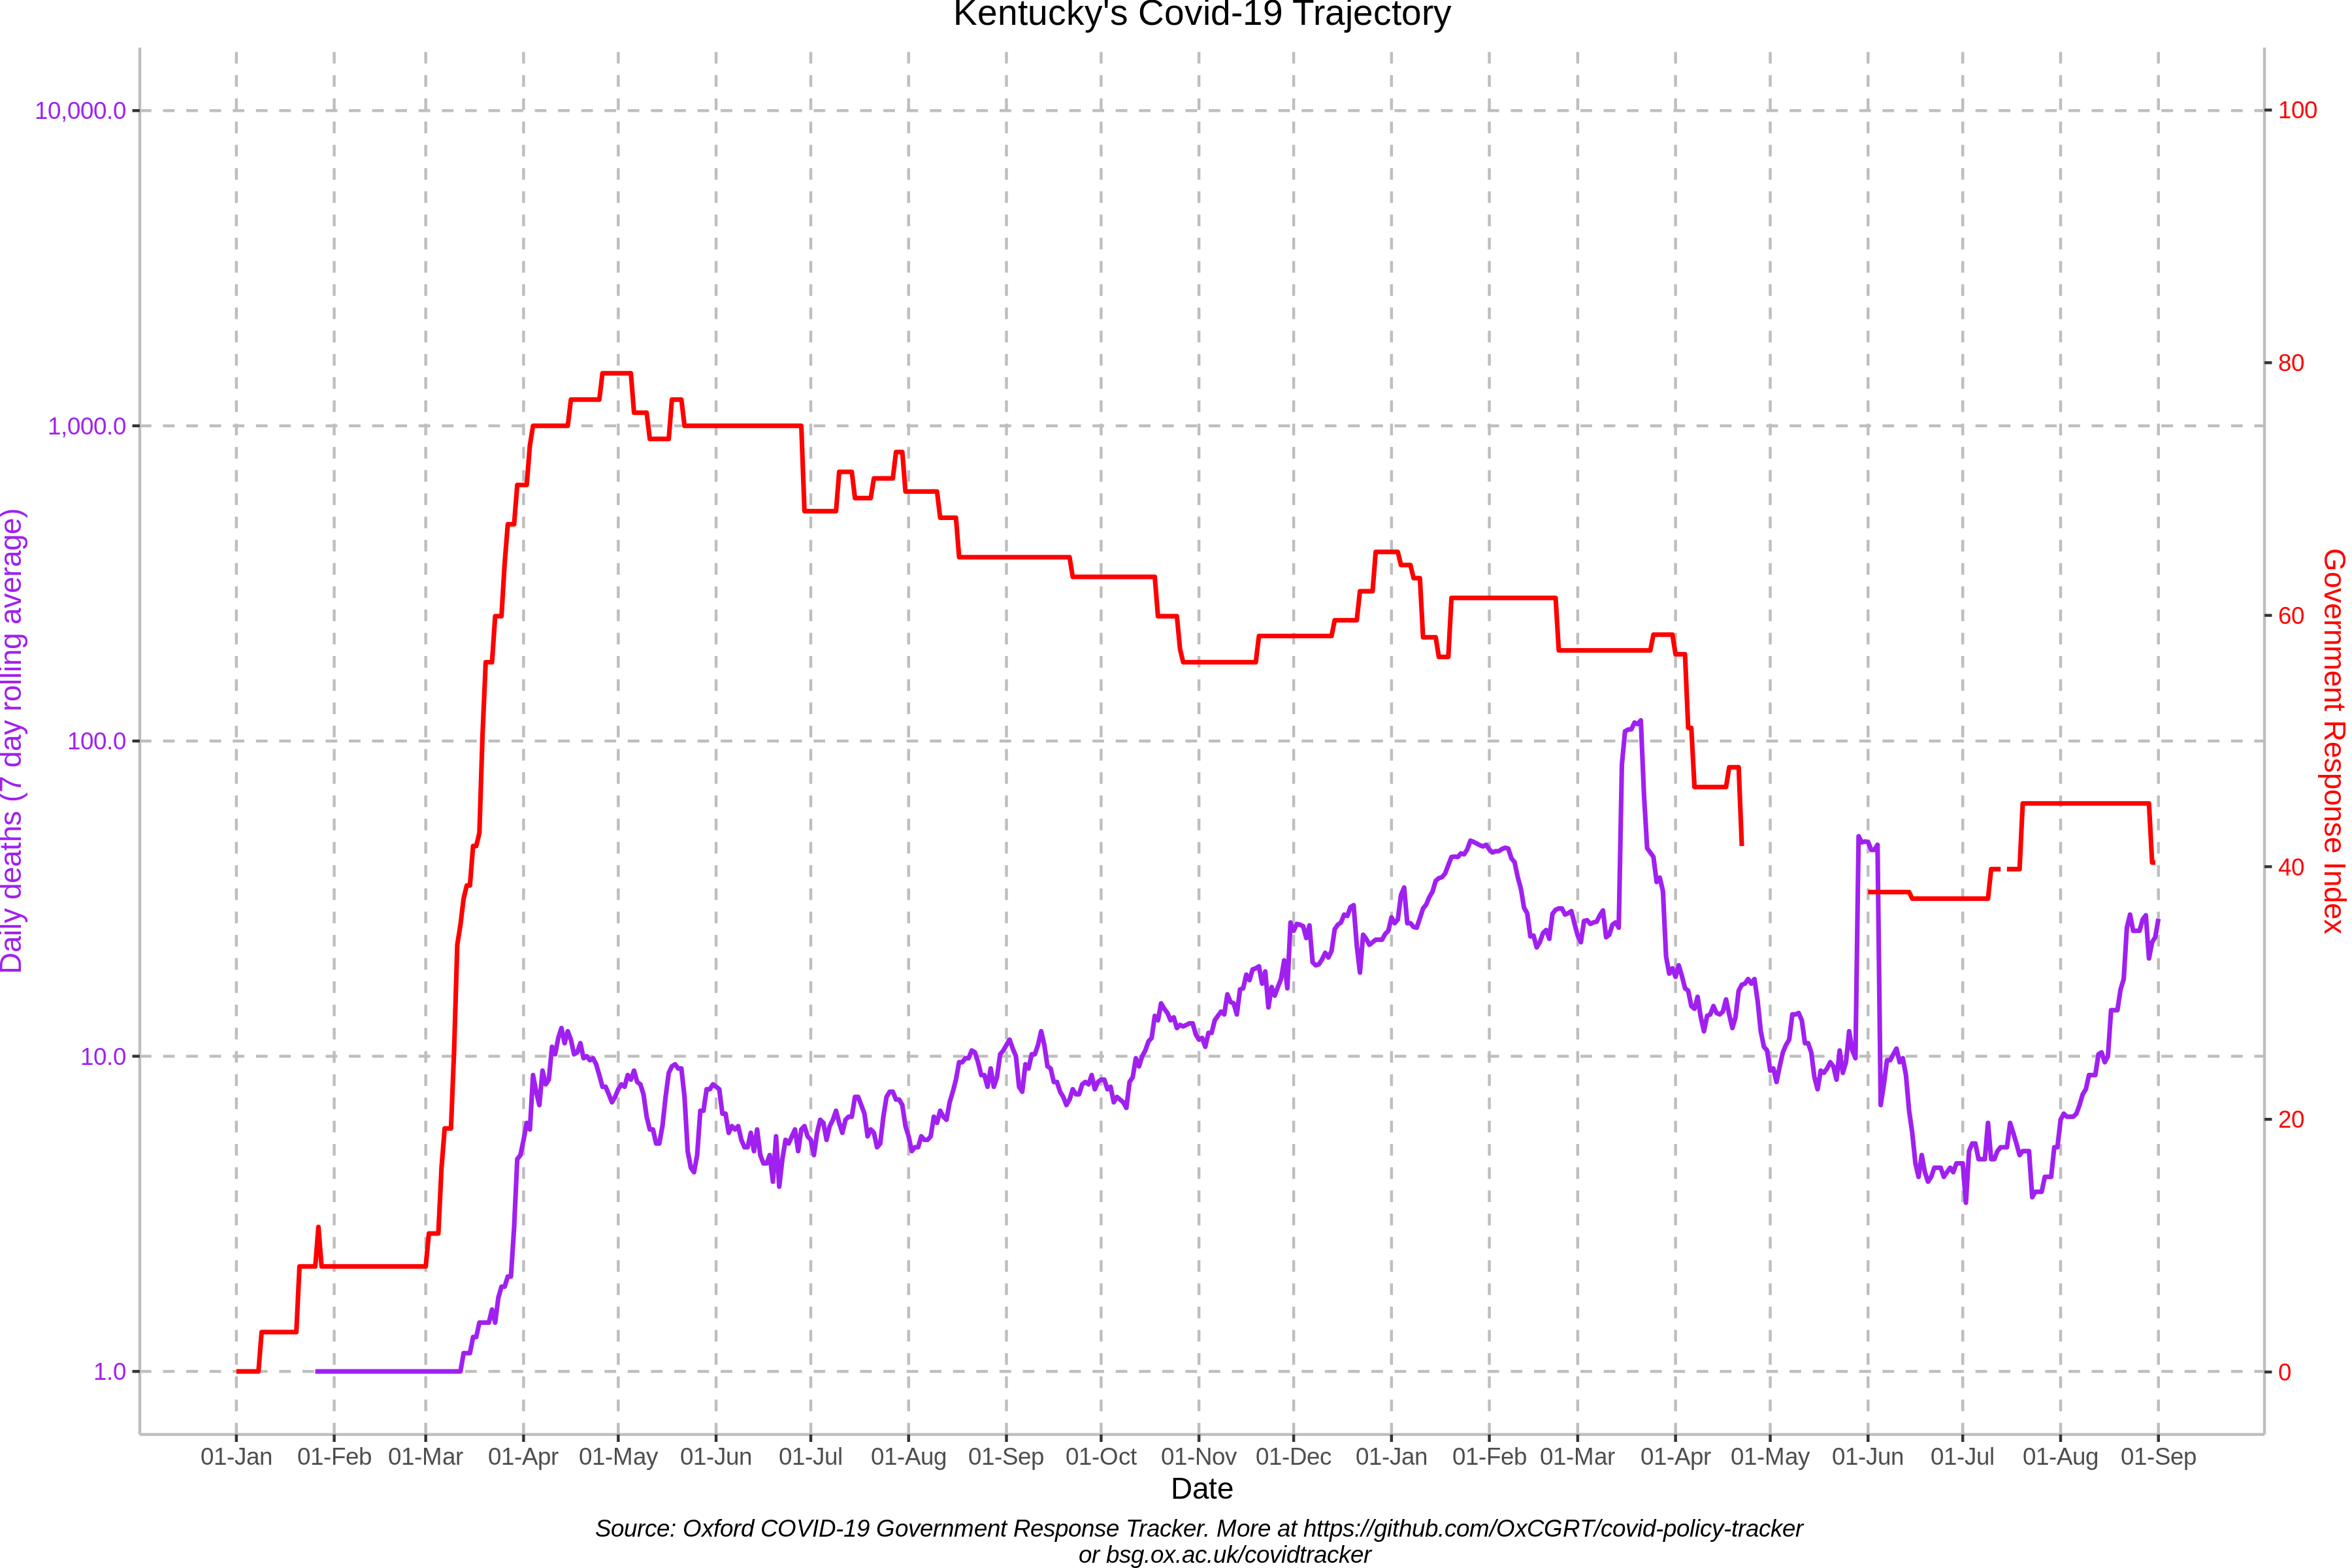 Kentucky's Covid-19 Trajectory
10,000.0
1,000.0
100.0
10.0
1.0
Daily deaths (7 day rolling average)
100
80
60
40
20
0
Government Response Index
01-Jan 01-Feb 01-Mar 01-Apr 01-May 01-Jun 01-Jul 01-Aug 01-Sep 01-Oct 01-Nov 01-Dec 01-Jan 01-Feb 01-Mar 01-Apr 01-May 01-Jun 01-Jul 01-Aug 01-Sep
Date
Source: Oxford COVID-19 Government Response Tracker. More at https://github.com/OxCGRT/covid-policy-tracker
or bsg.ox.ac.uk/covidtracker